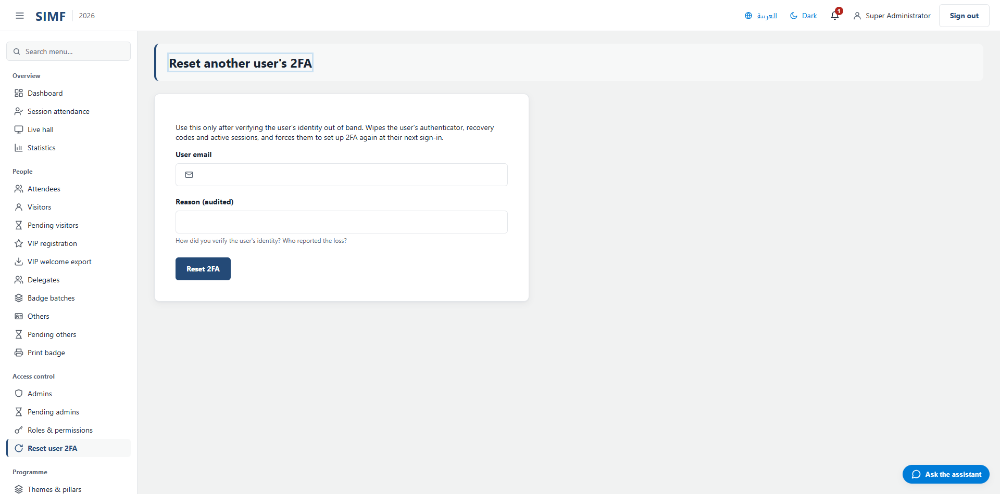 SIMF
2026
العربية
Dark
1
Super Administrator
Sign out
Search menu...
Overview
Dashboard
Session attendance
Live hall
Statistics
People
Attendees
Visitors
Pending visitors
VIP registration
VIP welcome export
Delegates
Badge batches
Others
Pending others
Print badge
Access control
Admins
Pending admins
Roles & permissions
Reset user 2FA
Programme
Themes & pillars
Reset another user's 2FA
Use this only after verifying the user's identity out of band. Wipes the user's authenticator, recovery
codes and active sessions, and forces them to set up 2FA again at their next sign-in.
User email
Reason (audited)
How did you verify the user's identity? Who reported the loss?
Reset 2FA
Ask the assistant